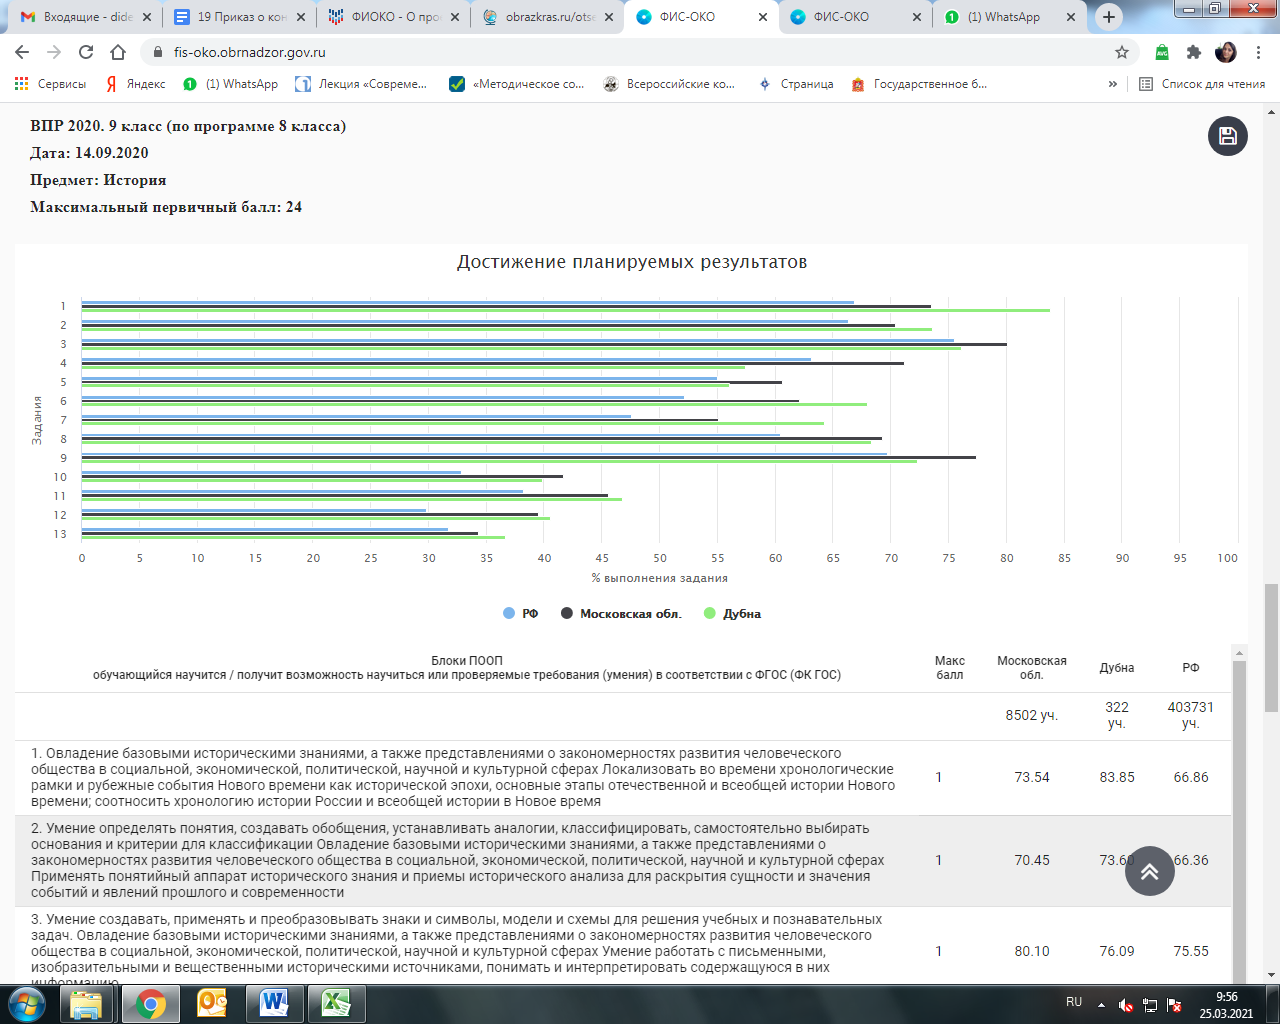 Входящие - dide
19 Приказ о кон
ФИОКО - О про
obrazkras.ru/otse
ФИС-ОКО
ФИС-ОКО
(1) WhatsApp
fis-oko.obrnadzor.gov.ru
Сервисы
Яндекс
(1) WhatsApp
Лекция «Совреме...
«Методическое со...
Всероссийские ко...
Страница
Государственное б...
»
Список для чтения
ВПР 2020. 9 класс (по программе 8 класса)
Дата: 14.09.2020
Предмет: История
Максимальный первичный балл: 24
Достижение планируемых результатов
Задания
1
2
3
4
5
6
7
8
9
10
11
12
13
0 5 10 15 20 25 30 35 40 45 50 55 60 65 70 75 80 85 90 95 100
% выполнения задания
РФ Московская обл. Дубна
Блоки ПООП
обучающийся научится / получит возможность научиться или проверяемые требования (умения) в соответствии с ФГОС (ФК ГОС)
Макс балл
Московская обл.
Дубна
РФ
8502 уч.
322 уч.
403731 уч.
1. Овладение базовыми историческими знаниями, а также представлениями о закономерностях развития человеческого
общества в социальной, экономической, политической, научной и культурной сферах Локализовать во времени хронологические
рамки и рубежные события Нового времени как исторической эпохи, основные этапы отечественной и всеобщей истории Нового
времени; соотносить хронологию истории России и всеобщей истории в Новое время
1 73.54 83.85 66.86
2. Умение определять понятия, создавать обобщения, устанавливать аналогии, классифицировать, самостоятельно выбирать
основания и критерии для классификации Овладение базовыми историческими знаниями, а также представлениями о
закономерностях развития человеческого общества в социальной, экономической, политической, научной и культурной сферах
Применять понятийный аппарат исторического знания и приемы исторического анализа для раскрытия сущности и значения
событий и явлений прошлого и современности
1 70.45 73.60 66.36
3. Умение создавать, применять и преобразовывать знаки и символы, модели и схемы для решения учебных и познавательных
задач. Овладение базовыми историческими знаниями, а также представлениями о закономерностях развития человеческого
общества в социальной, экономической, политической, научной и культурной сферах Умение работать с письменными,
изобразительными и вещественными историческими источниками, понимать и интерпретировать содержащуюся в них
информацию
1 80.10 76.09 75.55
RU
9:56
25.03.2021